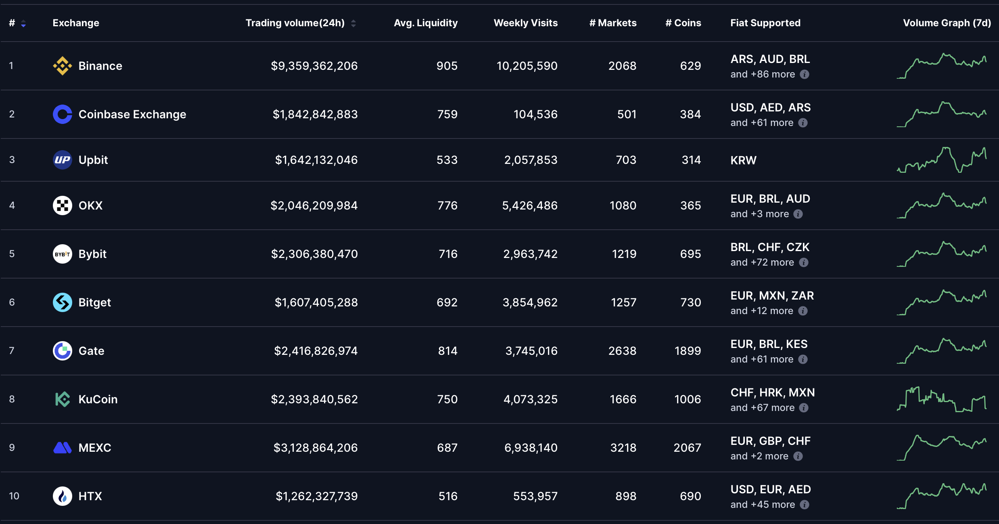 # Exchange Trading volume(24h) Avg. Liquidity Weekly Visits # Markets # Coins Fiat Supported Volume Graph (7d)
1 Binance $9,359,362,206 905 10,205,590 2068 629 ARS, AUD, BRL
and +86 more
2 Coinbase Exchange $1,842,842,883 759 104,536 501 384 USD, AED, ARS
and +61 more
3 UP Upbit $1,642,132,046 533 2,057,853 703 314 KRW
4 OKX $2,046,209,984 776 5,426,486 1080 365 EUR, BRL, AUD
and +3 more
5 BYBIT Bybit $2,306,380,470 716 2,963,742 1219 695 BRL, CHF, CZK
and +72 more
6 Bitget $1,607,405,288 692 3,854,962 1257 730 EUR, MXN, ZAR
and +12 more
7 Gate $2,416,826,974 814 3,745,016 2638 1899 EUR, BRL, KES
and +61 more
8 KuCoin $2,393,840,562 750 4,073,325 1666 1006 CHF, HRK, MXN
and +67 more
9 MEXC $3,128,864,206 687 6,938,140 3218 2067 EUR, GBP, CHF
and +2 more
10 HTX $1,262,327,739 516 553,957 898 690 USD, EUR, AED
and +45 more